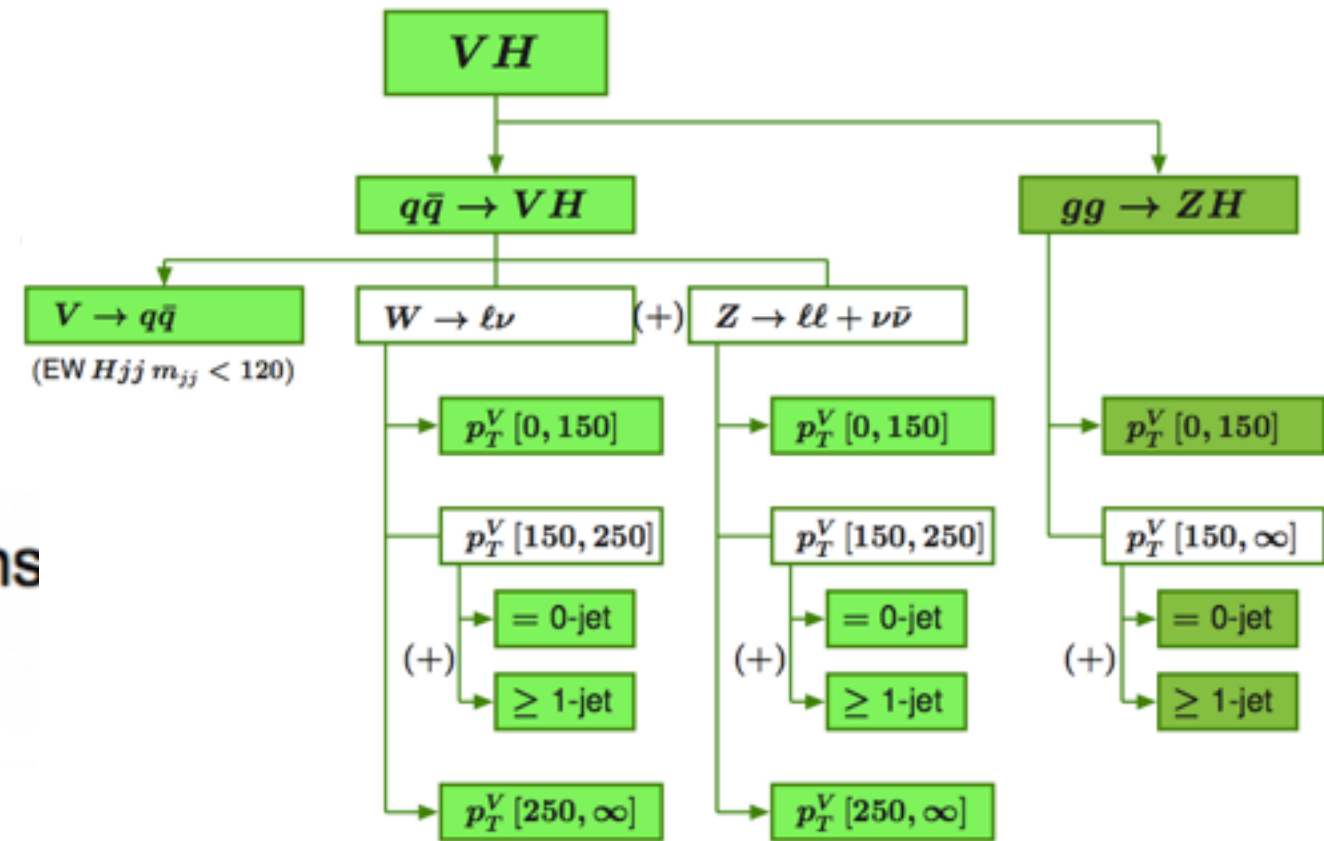 VH
qq̄ → VH
gg → ZH
V → qq̄
W → ℓν
(+)
Z → ℓℓ + νν̄
(EW Hjj m_jj < 120)
p_T^V [0, 150]
p_T^V [0, 150]
p_T^V [0, 150]
ns
p_T^V [150, 250]
p_T^V [150, 250]
p_T^V [150, ∞]
= 0-jet
= 0-jet
= 0-jet
(+)
(+)
(+)
≥ 1-jet
≥ 1-jet
≥ 1-jet
p_T^V [250, ∞]
p_T^V [250, ∞]